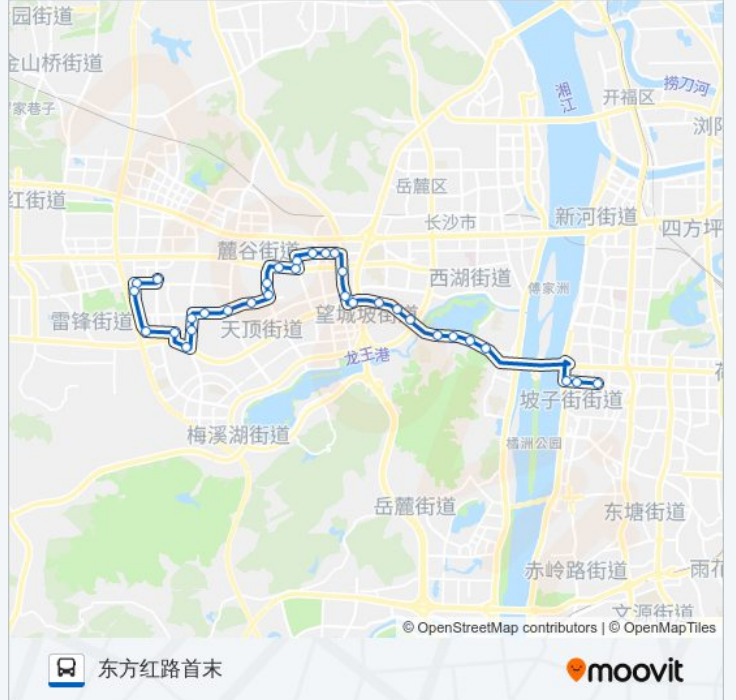 园街道
金山桥街道
家巷子
湘江
捞刀河
开福区
浏阳
岳麓区
红街道
长沙市
新河街道
四方坪
麓谷街道
西湖街道
傅家洲
雷锋街道
天顶街道
望城坡街道
龙王港
坡子街街道
梅溪湖街道
橘洲公园
岳麓街道
东塘街道
赤岭路街道
雨花
文源街道
© OpenStreetMap contributors | © OpenMapTiles
东方红路首末
moovit